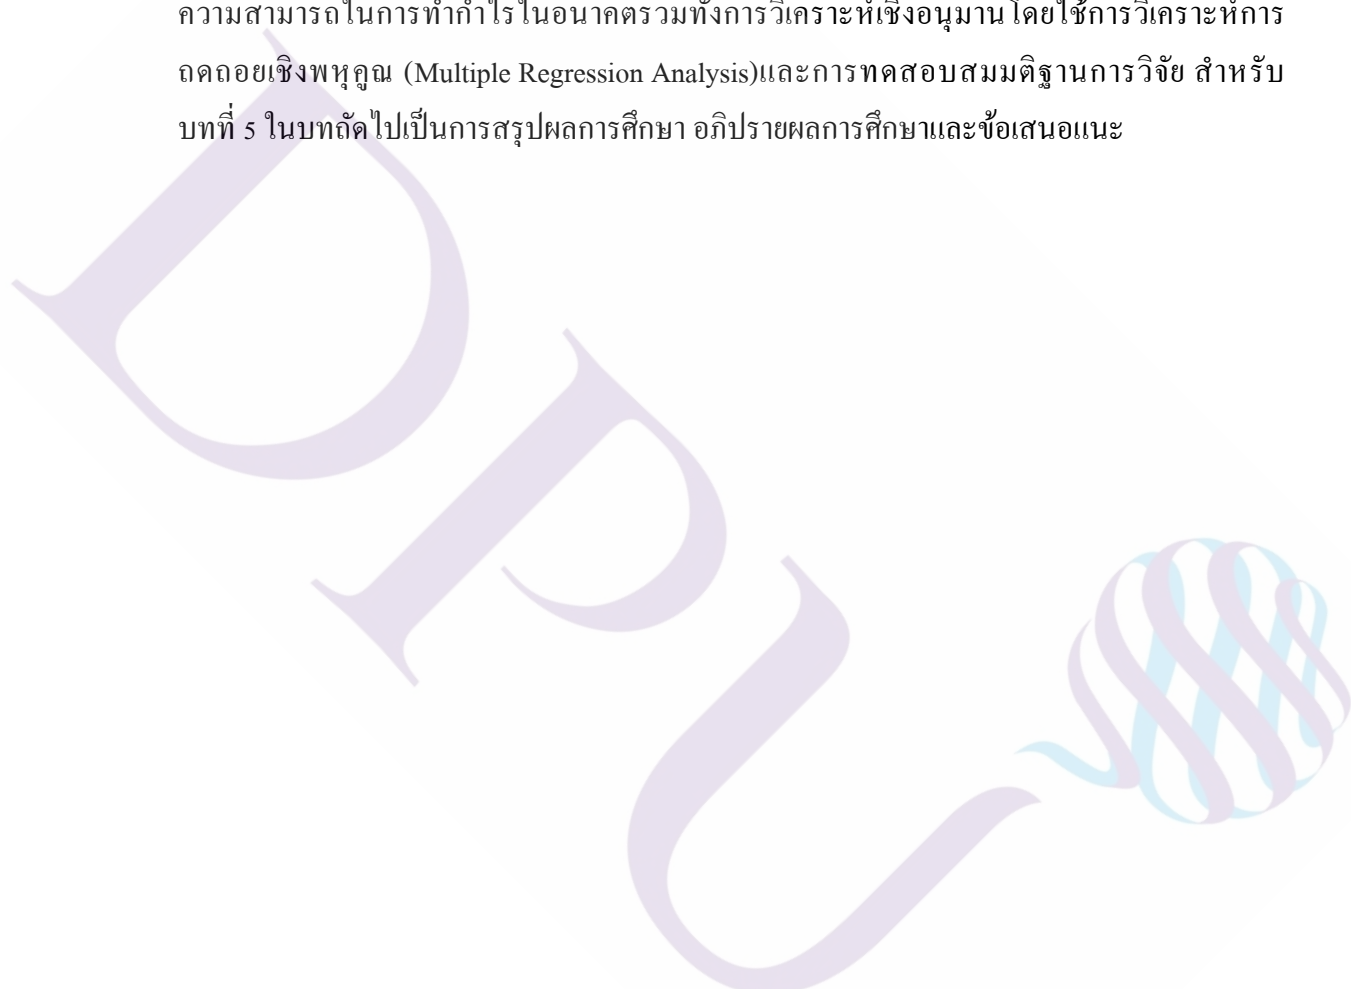 ความสามารถในการทำกำไรในอนาคตรวมทั้งการวิเคราะห์เชิงอนุมานโดยใช้การวิเคราะห์การ
ถดถอยเชิงพหุคูณ (Multiple Regression Analysis)และการทดสอบสมมติฐานการวิจัย สำหรับ
บทที่ 5 ในบทถัดไปเป็นการสรุปผลการศึกษา อภิปรายผลการศึกษาและข้อเสนอแนะ
DPU